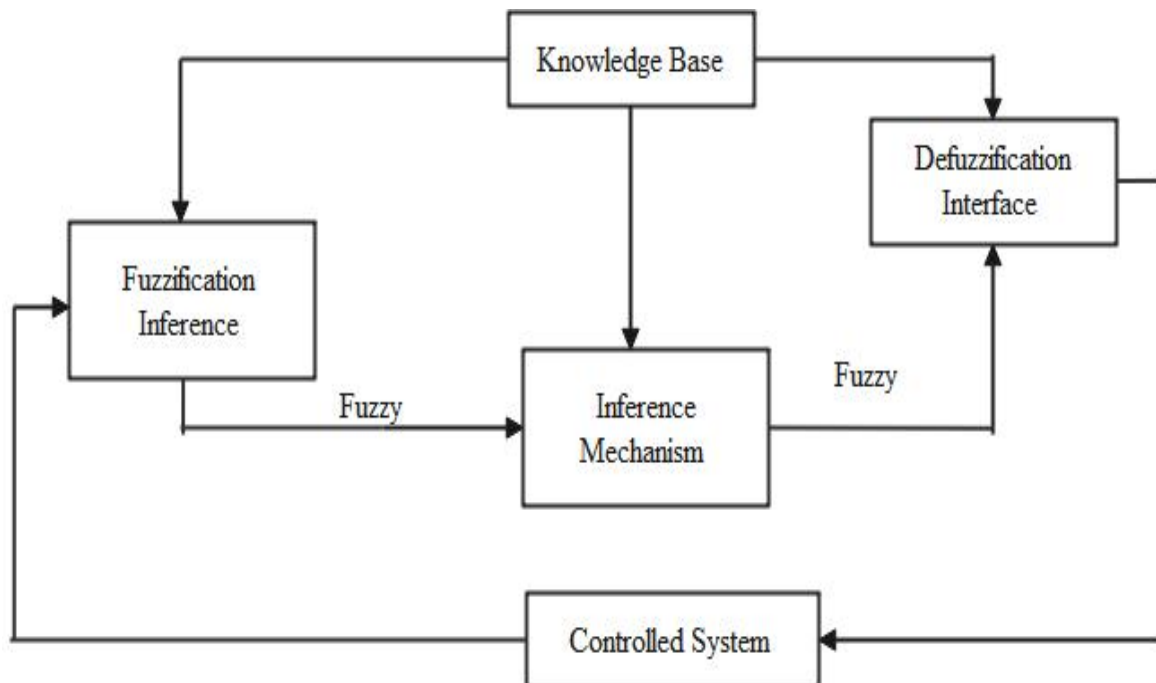 Knowledge Base
Defuzzification
Interface
Fuzzification
Inference
Fuzzy
Fuzzy
Inference
Mechanism
Controlled System